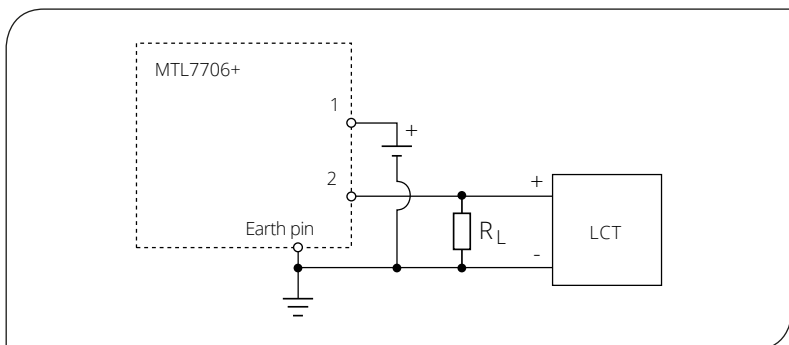 MTL7706+
1
+
2
+
Earth pin
RL
LCT
-